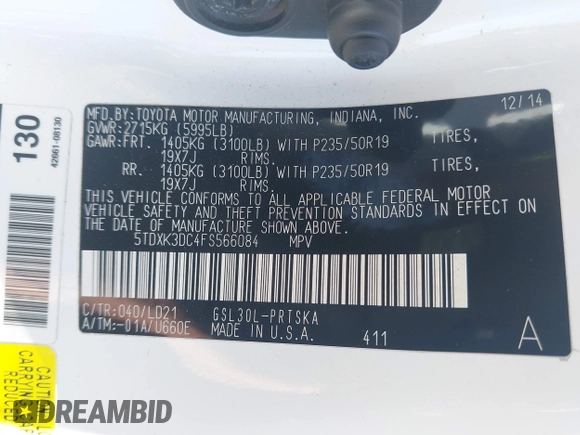 MFD.BY:TOYOTA MOTOR MANUFACTURING, INDIANA, INC. 12/14
GVWR:2715KG (5995LB)
GAWR:FRT. 1405KG (3100LB) WITH P235/50R19 TIRES,
19X7J RIMS.
RR. 1405KG (3100LB) WITH P235/50R19 TIRES,
19X7J RIMS.
THIS VEHICLE CONFORMS TO ALL APPLICABLE FEDERAL MOTOR
VEHICLE SAFETY AND THEFT PREVENTION STANDARDS IN EFFECT ON
THE DATE OF MANUFACTURE SHOWN ABOVE.
5TDXK3DC4FS566084 MPV
C/TR:040/LD21 GSL30L-PRTSKA
A/TM:-01A/U660E MADE IN U.S.A. 411 A
130
42661-08130
REDUCED
DREAMBID